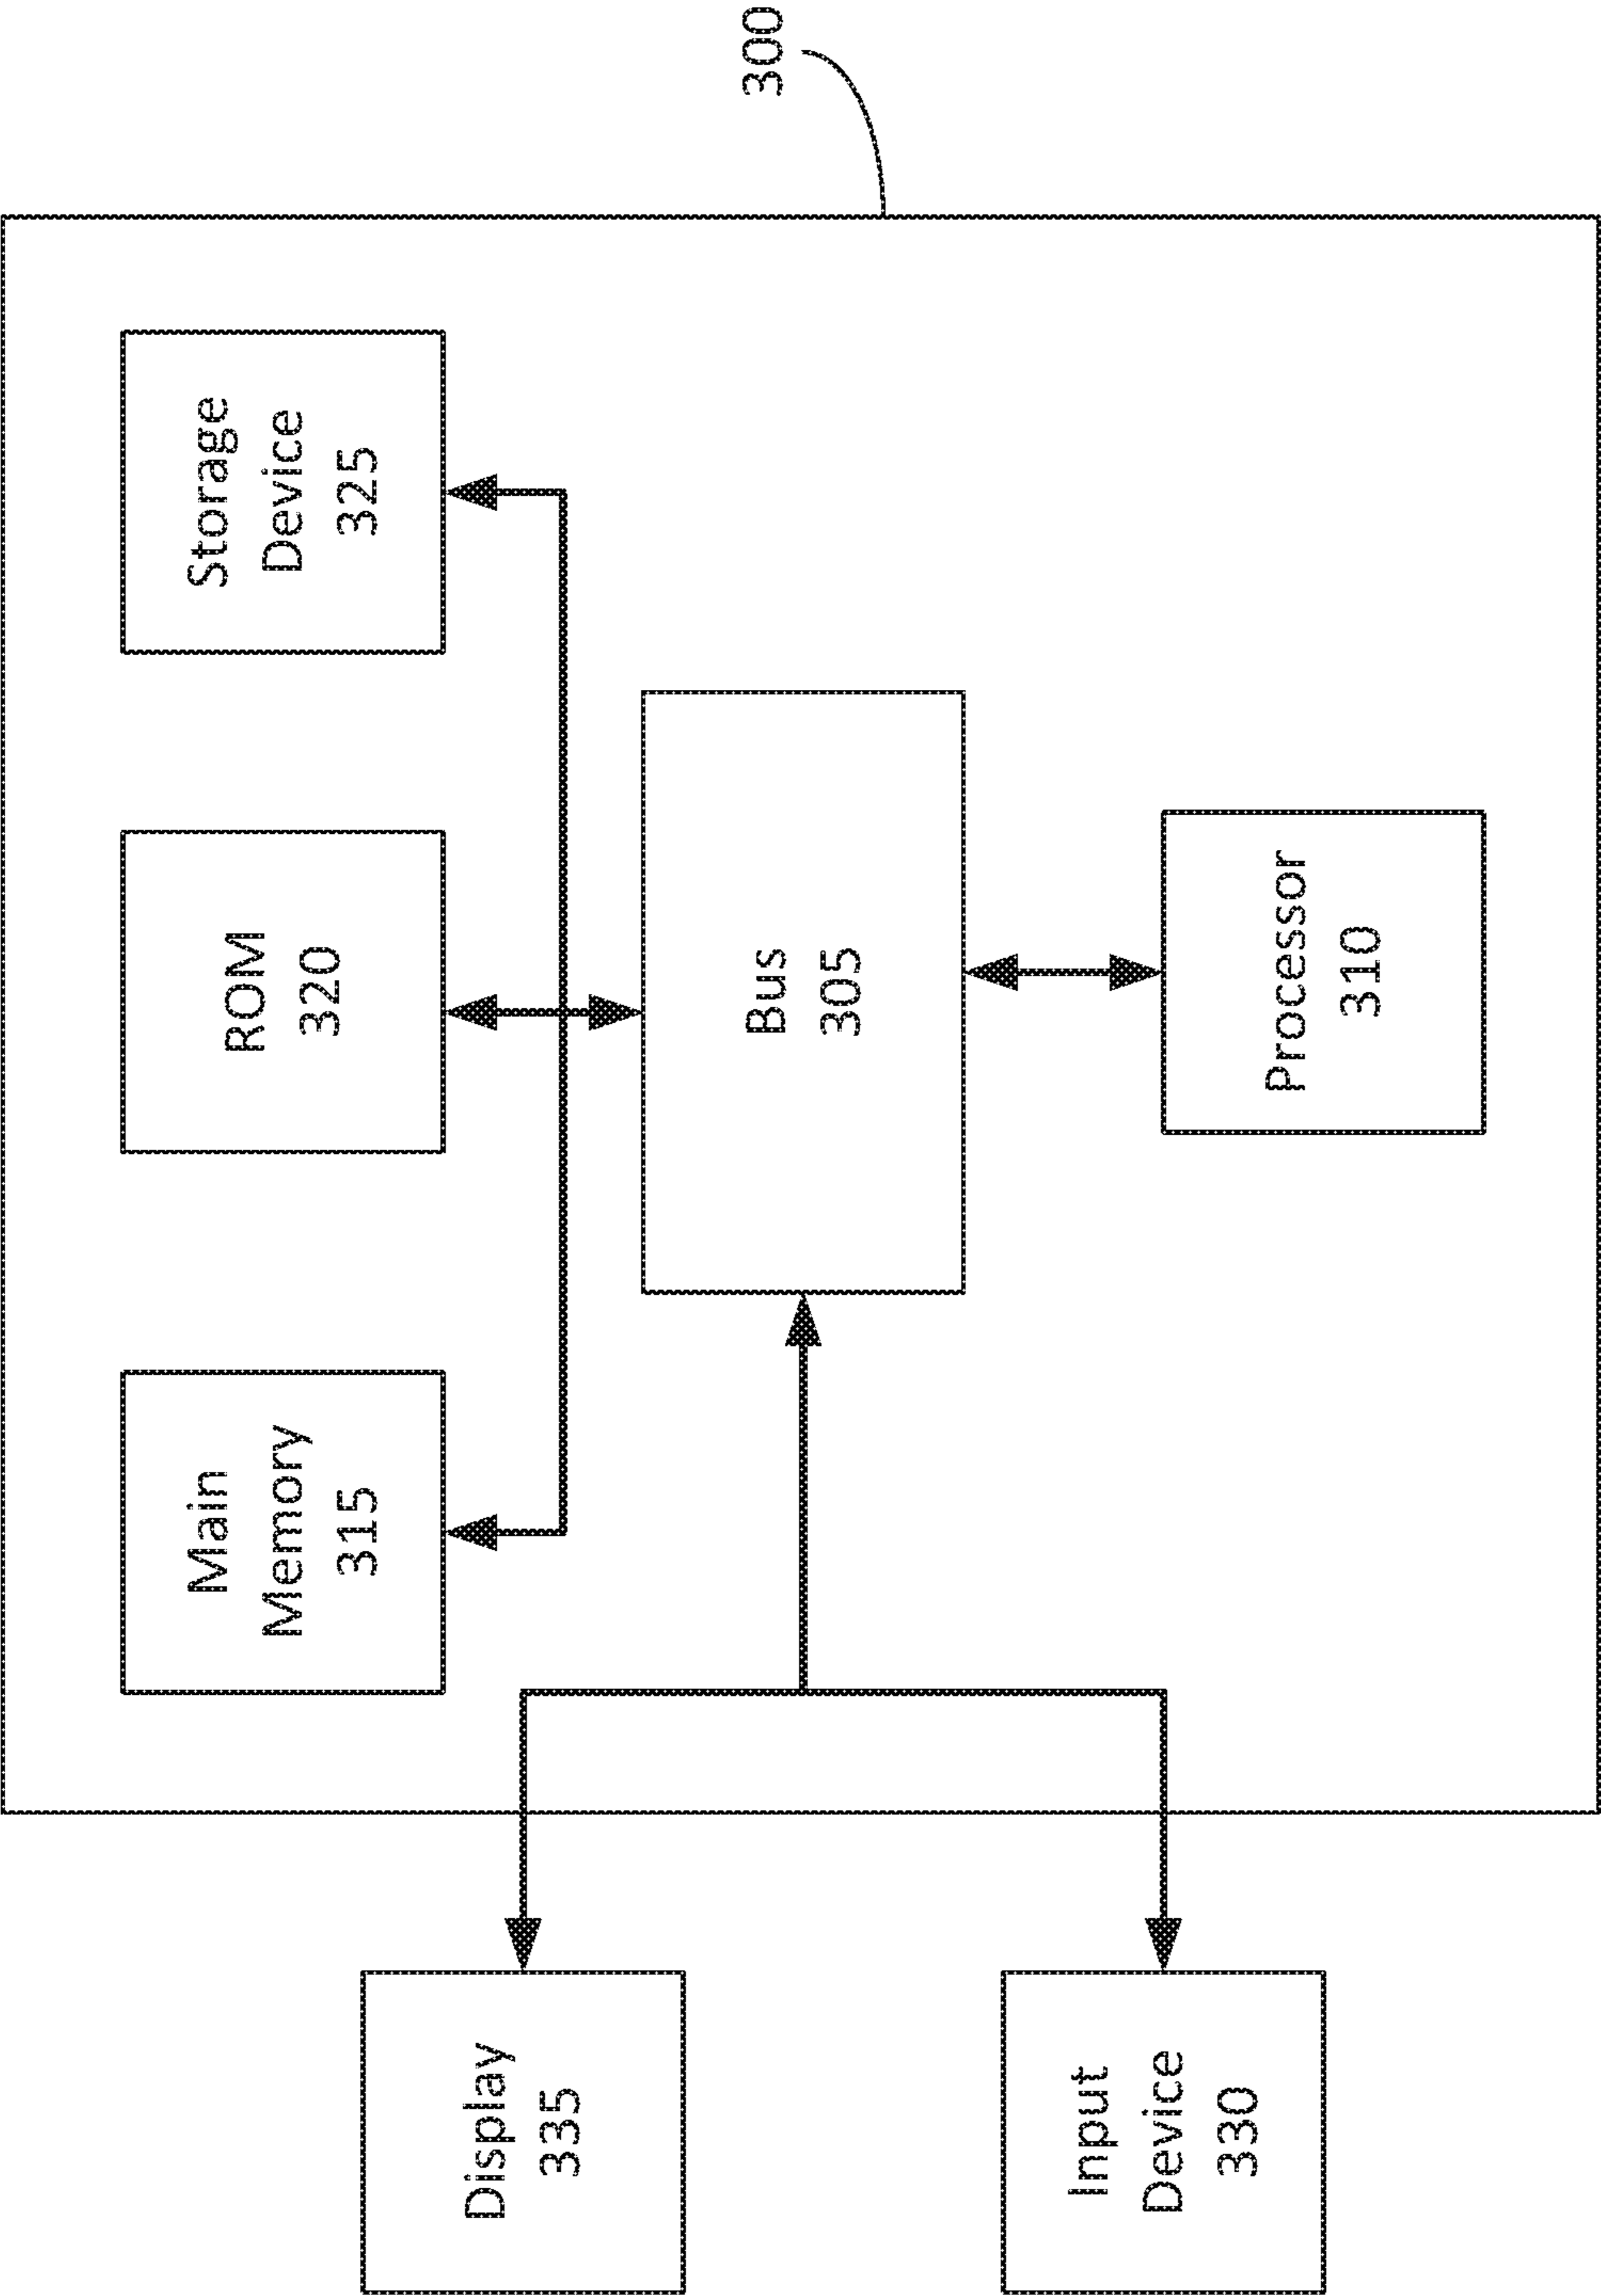 300
Main
Memory
315
ROM
320
Storage
Device
325
Display
335
Bus
305
Input
Device
330
Processor
310